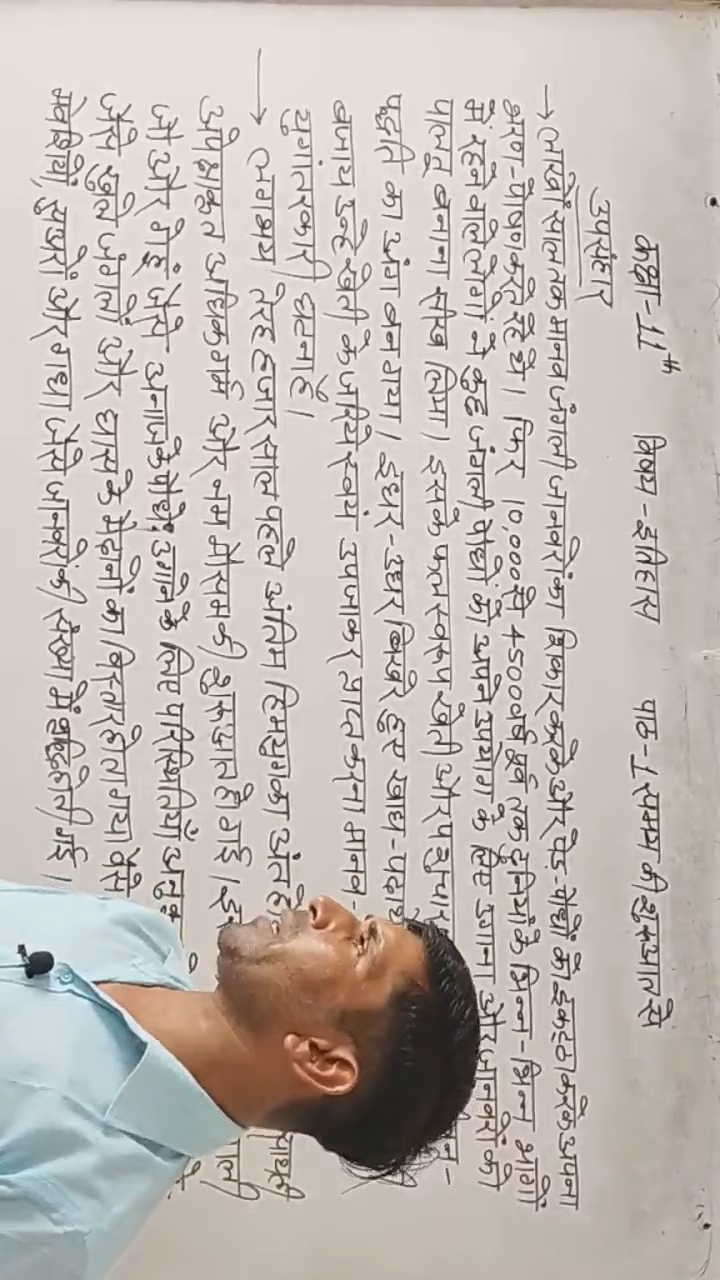 कक्षा-11th विषय-इतिहास पाठ-1 समय की शुरूआत से
उपसंहार
→ लाखों साल तक मानव जंगली जानवरों का शिकार करके और पेड़-पौधों को इकट्ठा करके अपना
भरण-पोषण करते रहे थे। फिर 10,000 से 4500 वर्ष पूर्व तक दुनियां के भिन्न-भिन्न भागों
में रहने वाले लोगों ने कुछ जंगली पौधों को अपने उपयोग के लिए उगाना और जानवरों को
पालतू बनाना सीख लिया। इसके फलस्वरूप खेती और पशुचार
पद्धति का अंग बन गया। इधर-उधर बिखरे हुए खाद्य-पदार्थ
बजाय उन्हें खेती के जरिये स्वयं उपजाकर प्राप्त करना मानव-
युगांतरकारी घटना है।
→ लगभग तेरह हजार साल पहले अंतिम हिमयुग का अंत हो
अपेक्षाकृत अधिक गर्म और नम मौसम की शुरूआत हो गई।
जौ और गेहूं जैसे अनाज के पौधे उगाने के लिए परिस्थितियाँ
जैसे खुले जंगलों और घास के मैदानों का विस्तार होता गया वैसे
मवेशियों, सुअरों और गधा जैसे जानवरों की संख्या में वृद्धि होती गई।